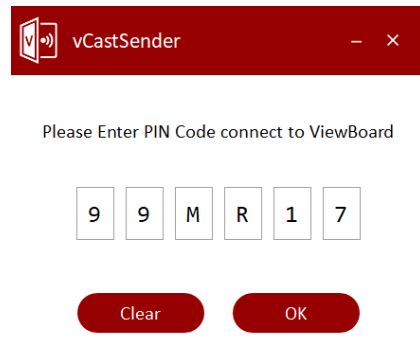 V vCastSender
Please Enter PIN Code connect to ViewBoard
9 9 M R 1 7
Clear OK